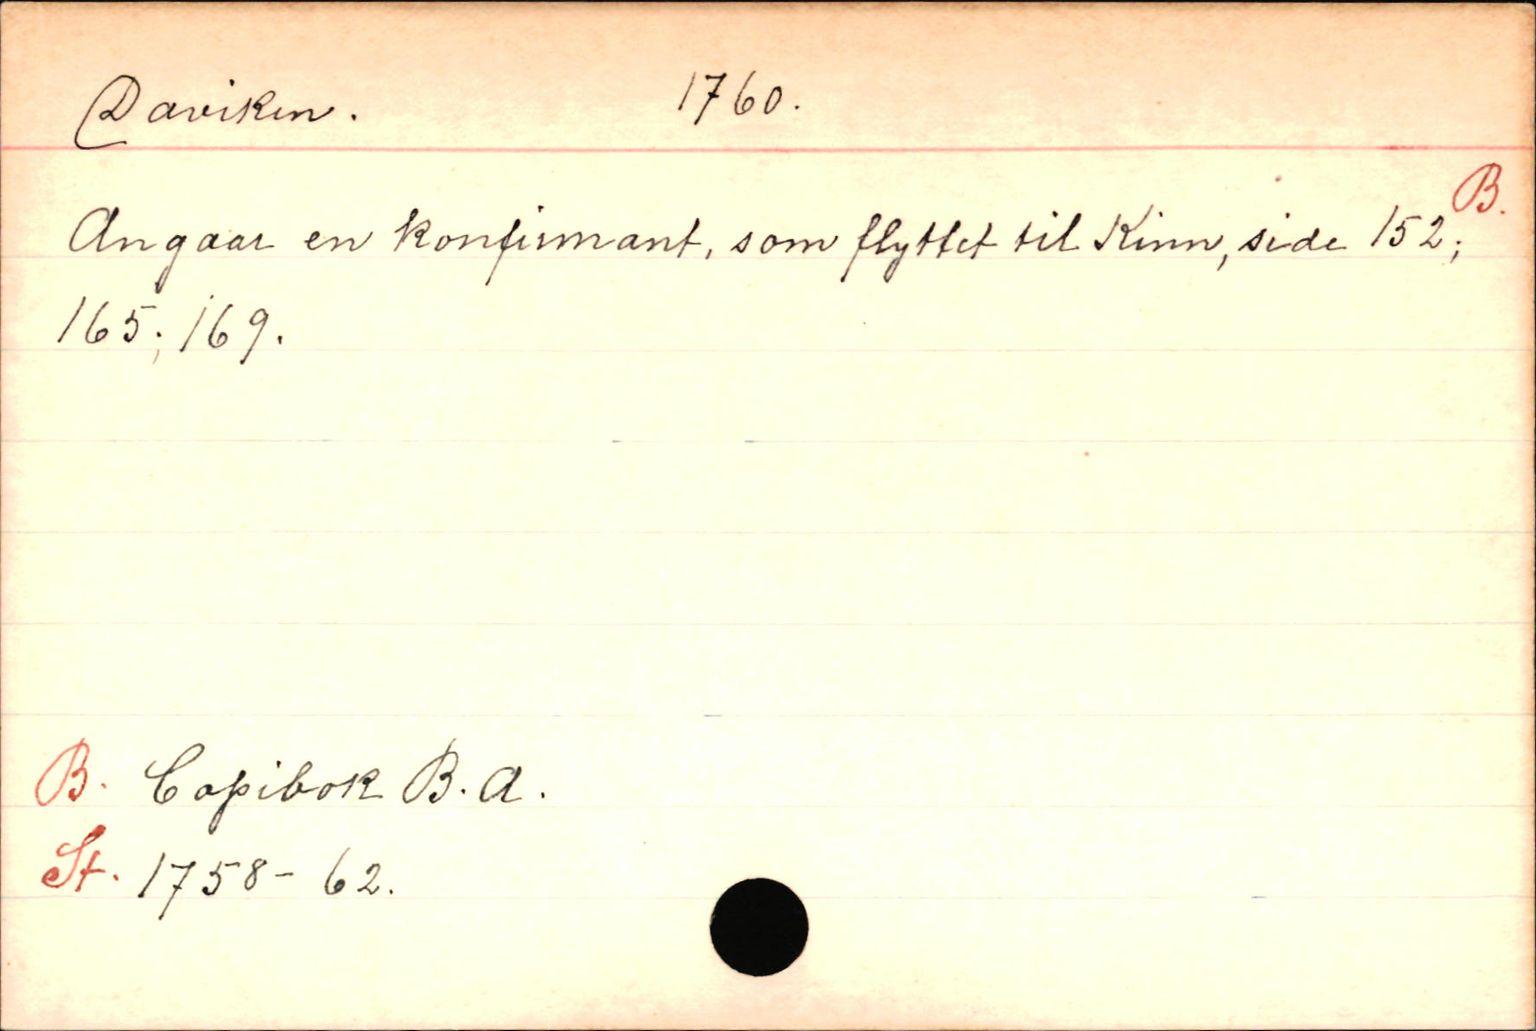 Daviken. 1760.
B.
Angaar en konfirmant, som flyttet til Kinn, side 152;
165; 169.
B. Copibok B. A.
St. 1758-62.